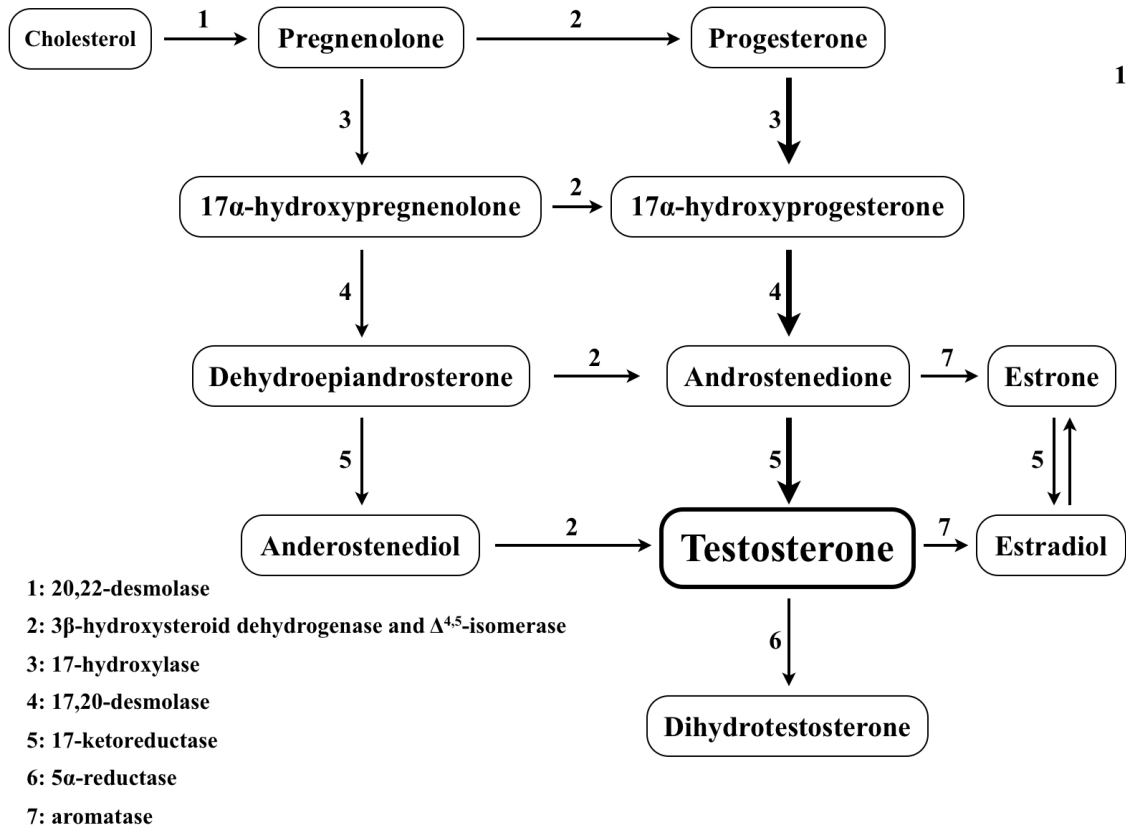 1
2
Cholesterol
Pregnenolone
Progesterone
1
3
3
17α-hydroxypregnenolone
2
17α-hydroxyprogesterone
4
4
Dehydroepiandrosterone
2
Androstenedione
7
Estrone
5
5
5
Anderostenediol
2
Testosterone
7
Estradiol
1: 20,22-desmolase
2: 3β-hydroxysteroid dehydrogenase and Δ4,5-isomerase
6
3: 17-hydroxylase
4: 17,20-desmolase
Dihydrotestosterone
5: 17-ketoreductase
6: 5α-reductase
7: aromatase